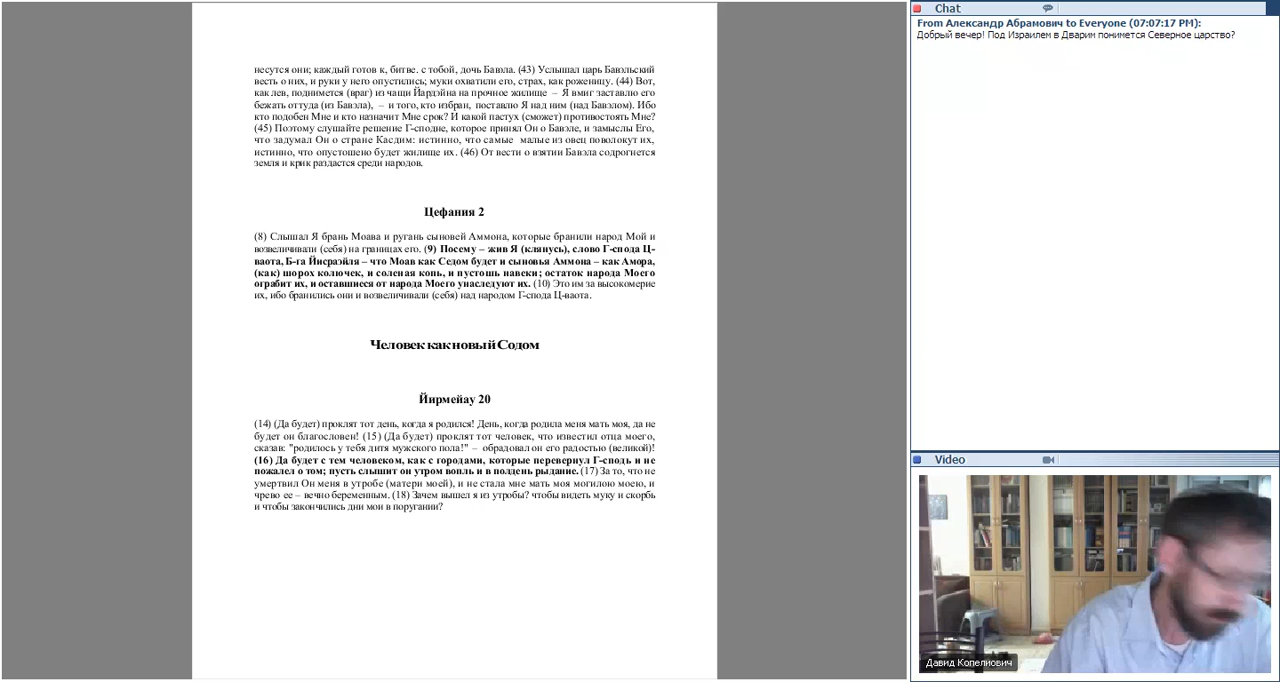 несутся они; каждый готов к, битве. с тобой, дочь Бавэла. (43) Услышал царь Бавэльский
весть о них, и руки у него опустились; муки охватили его, страх, как роженицу. (44) Вот,
как лев, поднимется (враг) из чащи Йардэйна на прочное жилище – Я вмиг заставлю его
бежать оттуда (из Бавэла), – и того, кто избран, поставлю Я над ним (над Бавэлом). Ибо
кто подобен Мне и кто назначит Мне срок? И какой пастух (сможет) противостоять Мне?
(45) Поэтому слушайте решение Г-сподне, которое принял Он о Бавэле, и замыслы Его,
что задумал Он о стране Касдим: истинно, что самые малые из овец поволокут их,
истинно, что опустошено будет жилище их. (46) От вести о взятии Бавэла содрогнется
земля и крик раздастся среди народов.
Цефания 2
(8) Слышал Я брань Моава и ругань сыновей Аммона, которые бранили народ Мой и
возвеличивали (себя) на границах его. (9) Посему – жив Я (клянусь), слово Г-спода Ц-
ваота, Б-га Йисраэйля – что Моав как Седом будет и сыновья Аммона – как Амора,
(как) шорох колючек, и соленая копь, и пустошь навеки; остаток народа Моего
ограбит их, и оставшиеся от народа Моего унаследуют их. (10) Это им за высокомерие
их, ибо бранились они и возвеличивали (себя) над народом Г-спода Ц-ваота.
Человек как новый Содом
Йирмейау 20
(14) (Да будет) проклят тот день, когда я родился! День, когда родила меня мать моя, да не
будет он благословен! (15) (Да будет) проклят тот человек, что известил отца моего,
сказав: "родилось у тебя дитя мужского пола!" – обрадовал он его радостью (великой)!
(16) Да будет с тем человеком, как с городами, которые перевернул Г-сподь и не
пожалел о том; пусть слышит он утром вопль и в полдень рыдание. (17) За то, что не
умертвил Он меня в утробе (матери моей), и не стала мне мать моя могилою моею, и
чрево ее – вечно беременным. (18) Зачем вышел я из утробы? чтобы видеть муку и скорбь
и чтобы закончились дни мои в поругании?
Chat
From Александр Абрамович to Everyone (07:07:17 PM):
Добрый вечер! Под Израилем в Дварим понимется Северное царство?
Video
Давид Копелиович